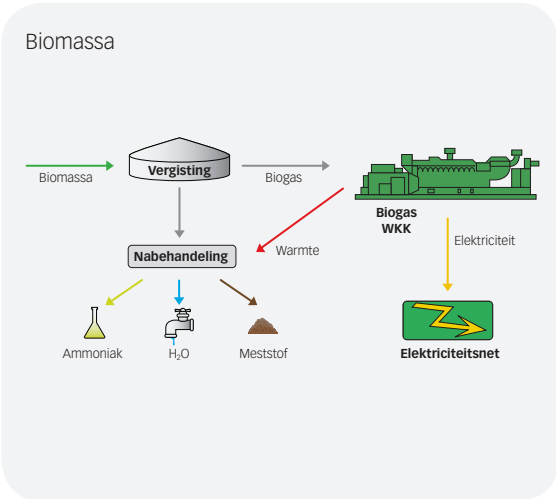 Biomassa
Biomassa
Vergisting
Biogas
Biogas
WKK
Nabehandeling
Warmte
Elektriciteit
Ammoniak
H₂O
Meststof
Elektriciteitsnet